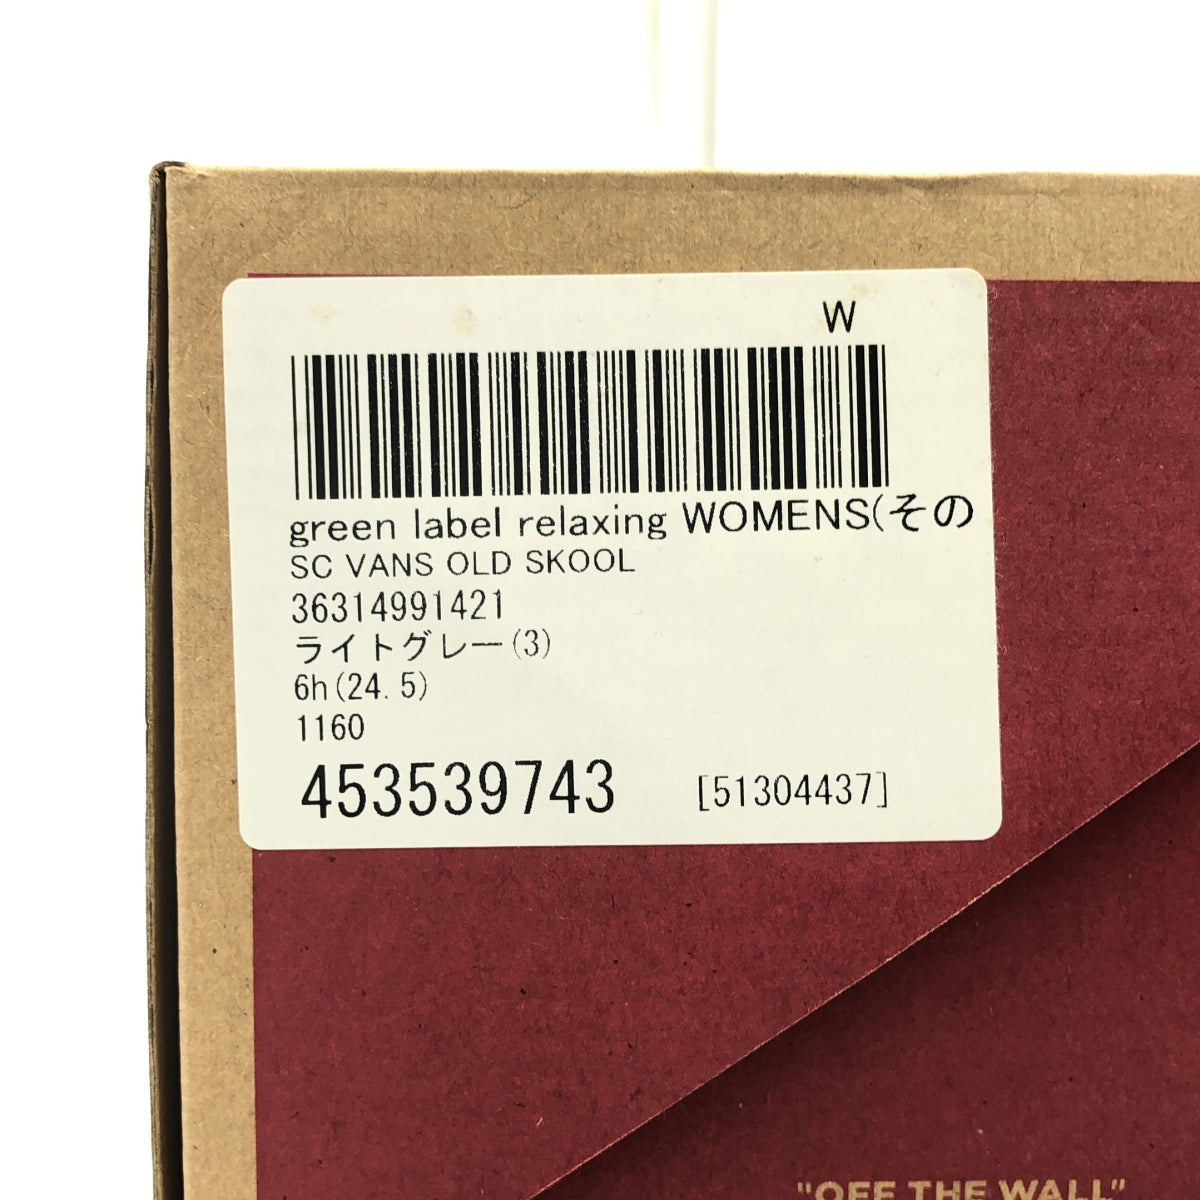 W
green label relaxing WOMENS(その
SC VANS OLD SKOOL
36314991421
ライトグレー(3)
6h(24.5)
1160
453539743 [51304437]
"OFF THE WALL"